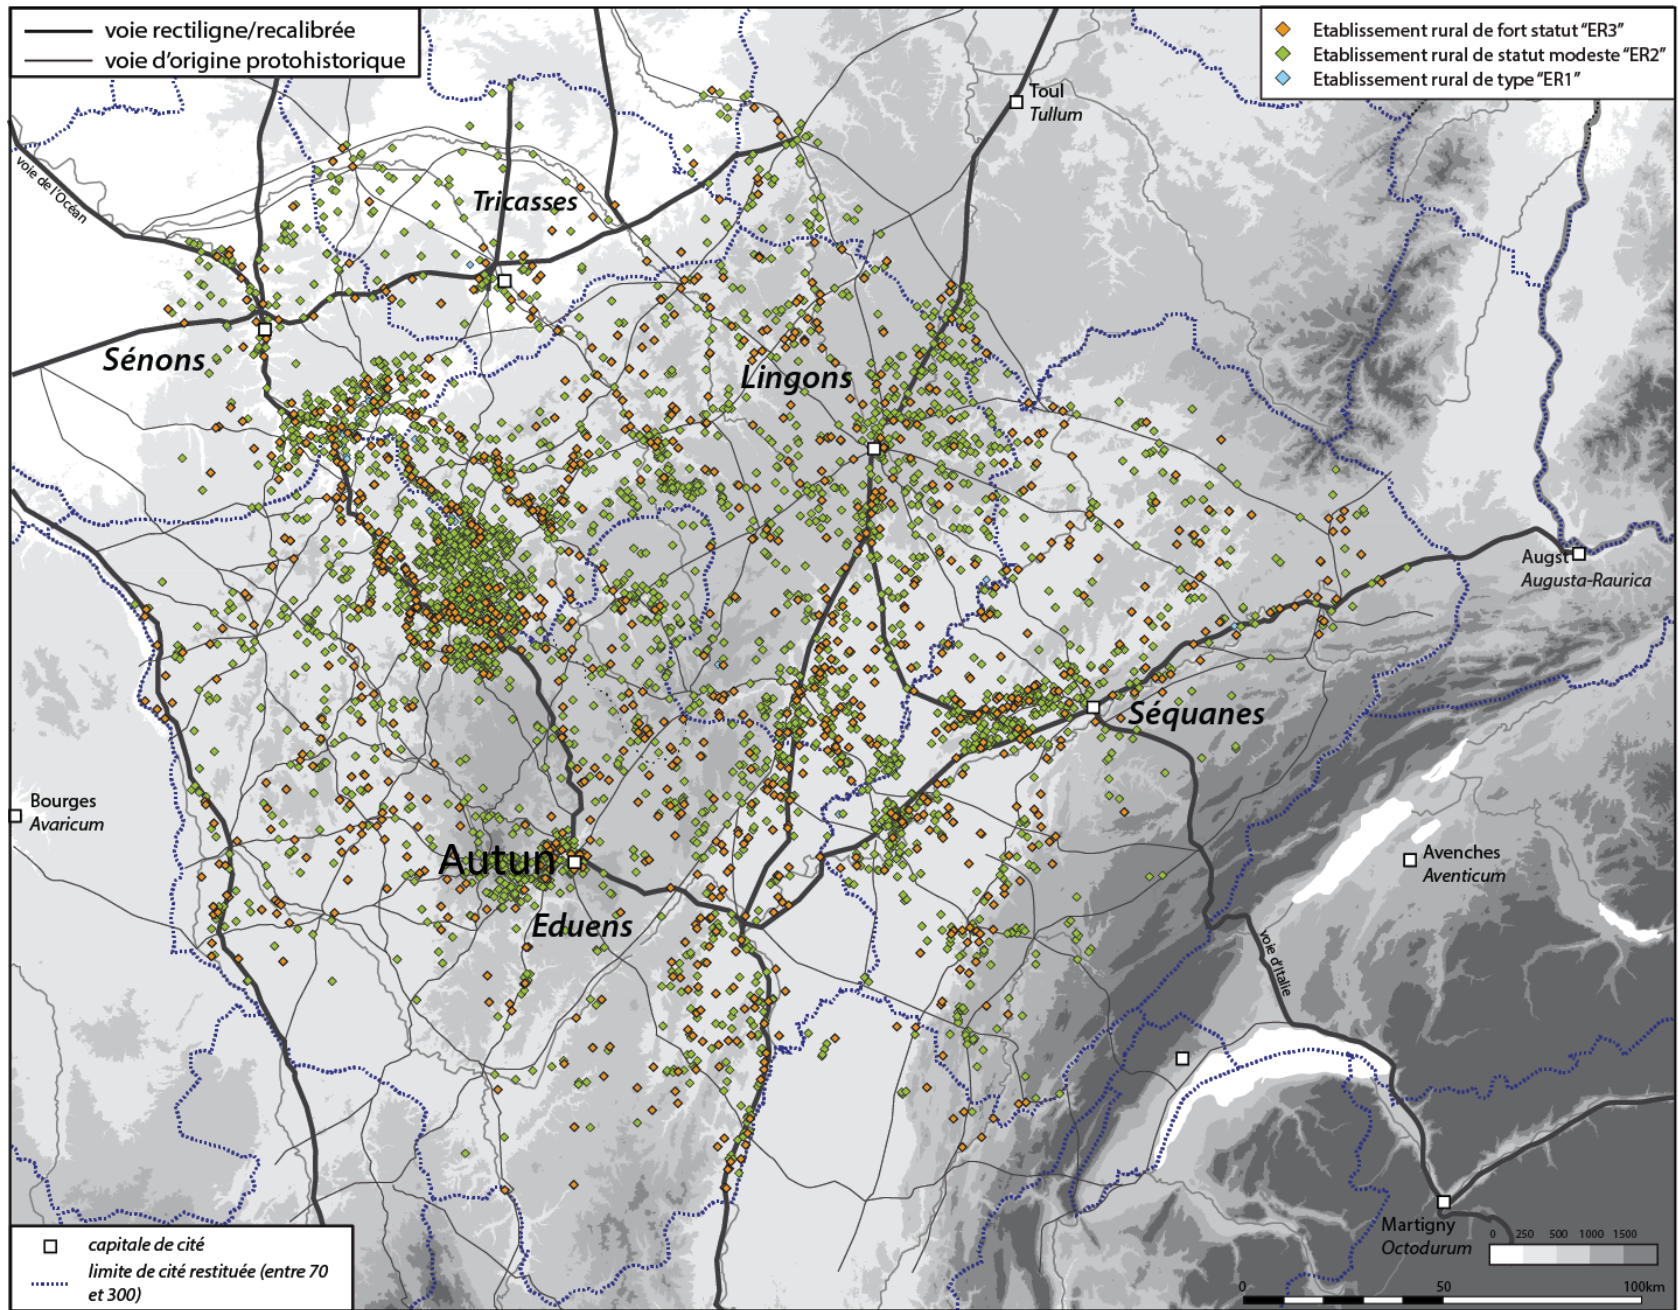 voie rectiligne/recalibrée
voie d'origine protohistorique
Etablissement rural de fort statut "ER3"
Etablissement rural de statut modeste "ER2"
Etablissement rural de type "ER1"
Toul
Tullum
voie de l'Océan
Tricasses
Sénons
Lingons
Augst
Augusta-Raurica
Séquanes
Bourges
Avaricum
Autun
Avenches
Aventicum
Eduens
voie d'Italie
Martigny
Octodurum
capitale de cité
limite de cité restituée (entre 70
et 300)
0 250 500 1000 1500
0 50 100km